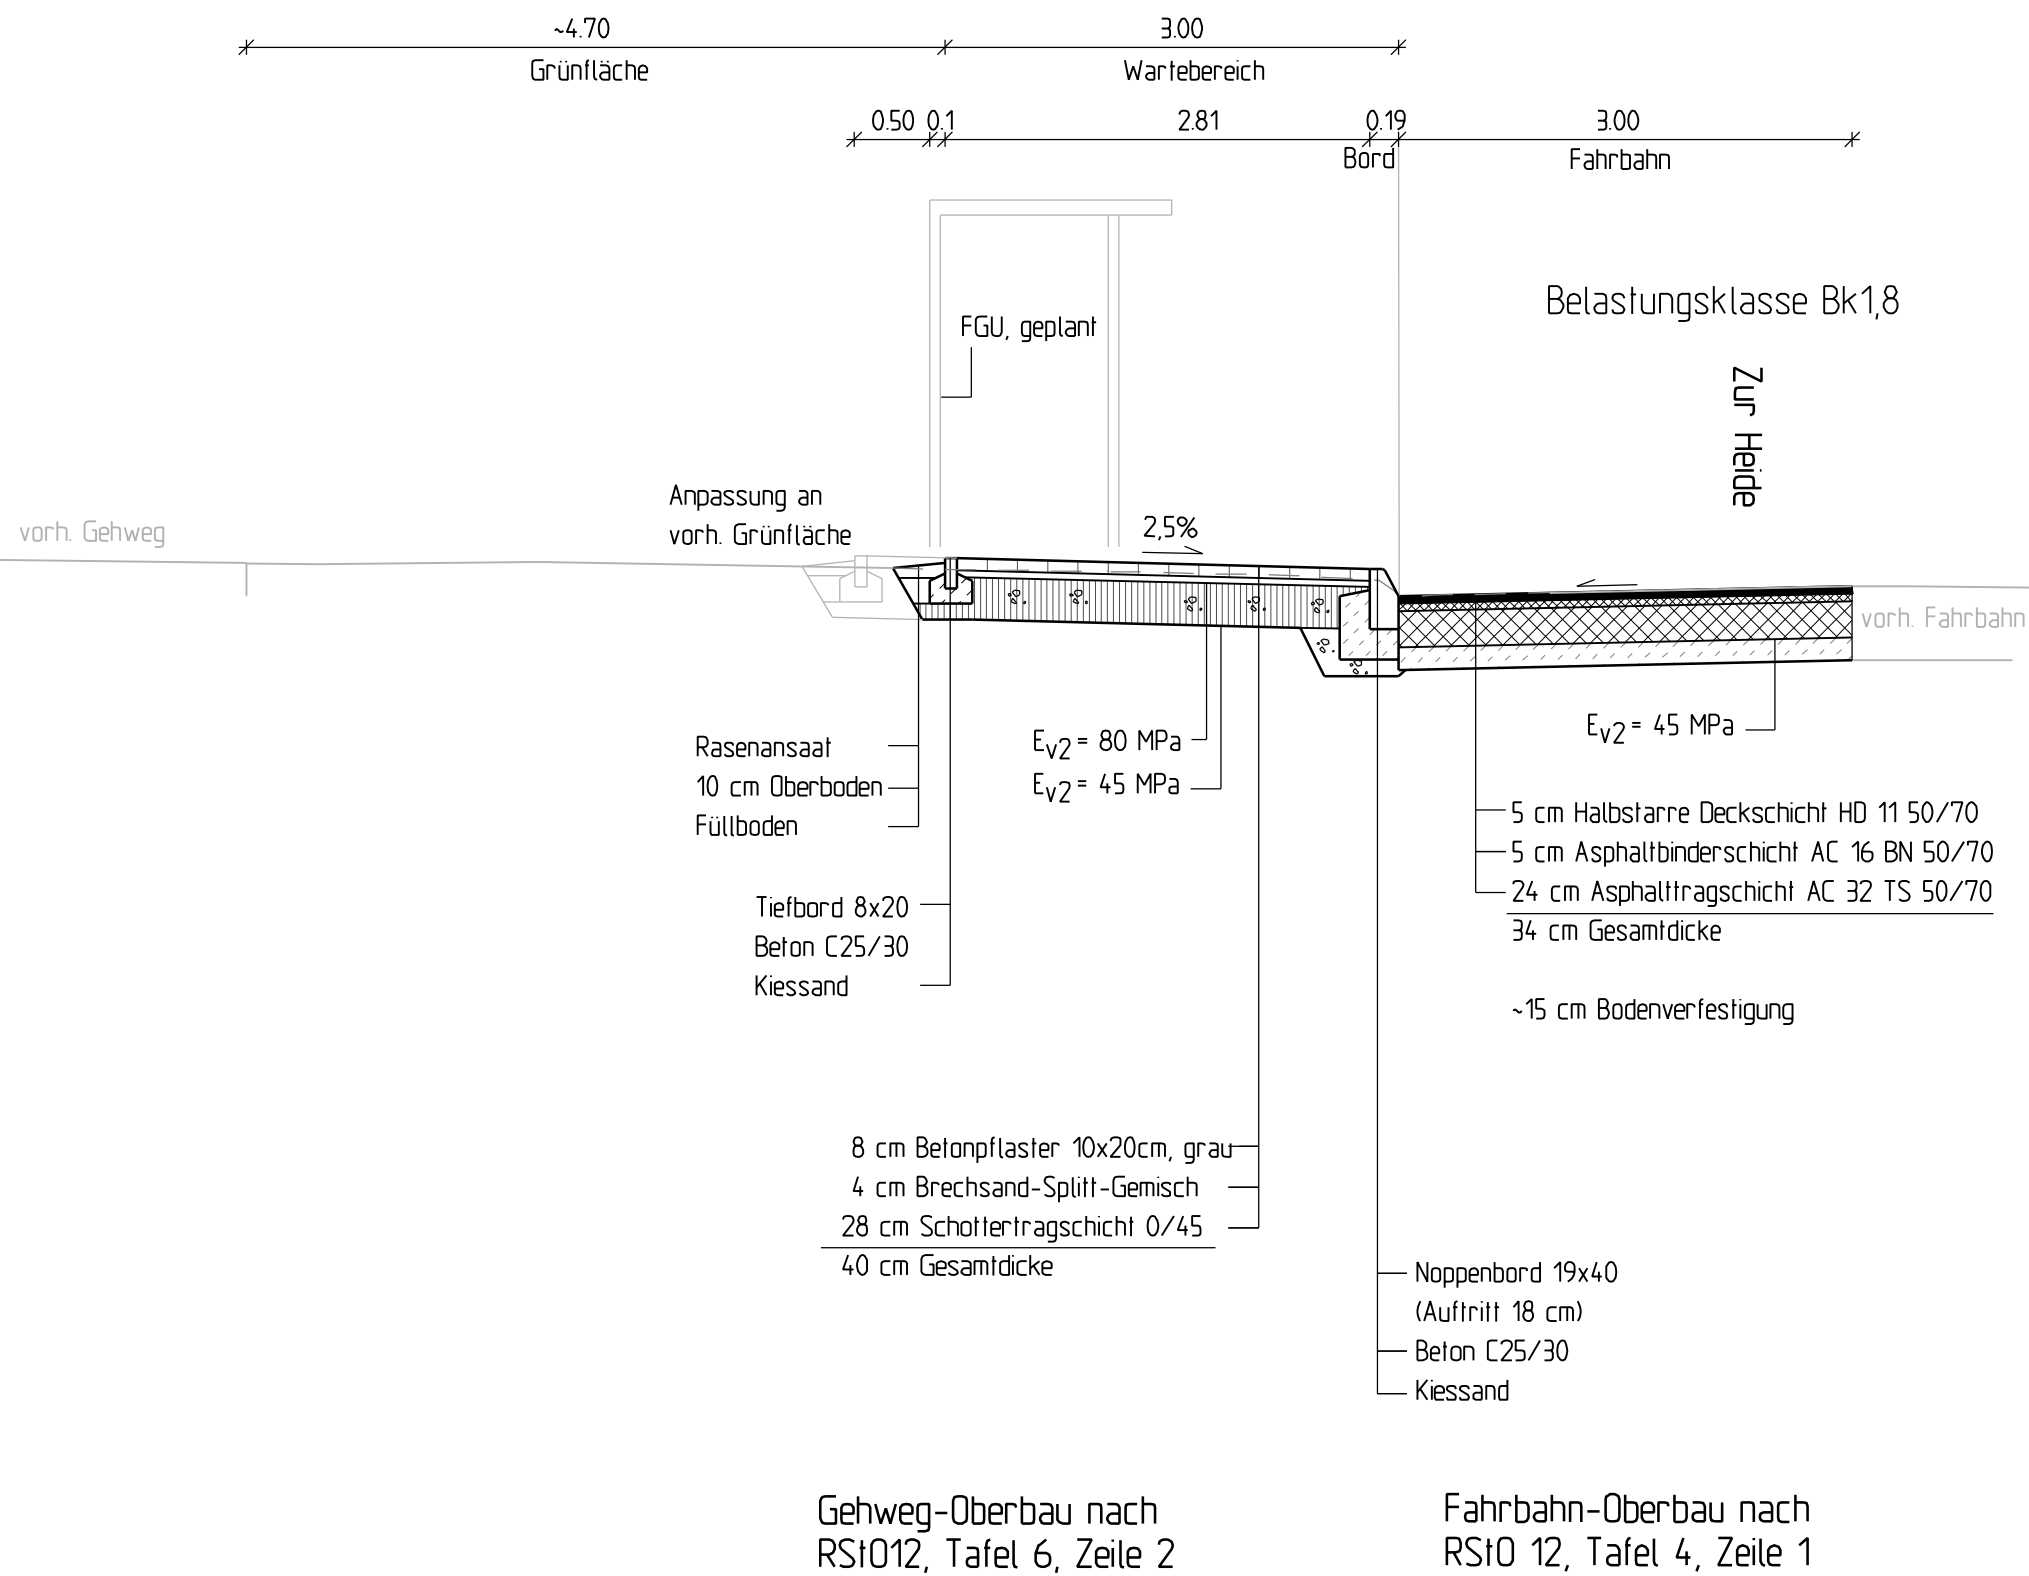 ~4.70
3.00
Grünfläche
Wartebereich
0.50 0.1
2.81
0.19
3.00
Bord
Fahrbahn
Belastungsklasse Bk1,8
FGU, geplant
Zur Heide
Anpassung an
vorh. Grünfläche
2,5%
vorh. Gehweg
vorh. Fahrbahn
Ev2 = 45 MPa
Ev2 = 80 MPa
Ev2 = 45 MPa
Rasenansaat
10 cm Oberboden
Füllboden
5 cm Halbstarre Deckschicht HD 11 50/70
5 cm Asphaltbinderschicht AC 16 BN 50/70
24 cm Asphalttragschicht AC 32 TS 50/70
34 cm Gesamtdicke
~15 cm Bodenverfestigung
Tiefbord 8x20
Beton C25/30
Kiessand
8 cm Betonpflaster 10x20cm, grau
4 cm Brechsand-Splitt-Gemisch
28 cm Schottertragschicht 0/45
40 cm Gesamtdicke
Noppenbord 19x40
(Auftritt 18 cm)
Beton C25/30
Kiessand
Gehweg-Oberbau nach
RStO12, Tafel 6, Zeile 2
Fahrbahn-Oberbau nach
RStO 12, Tafel 4, Zeile 1